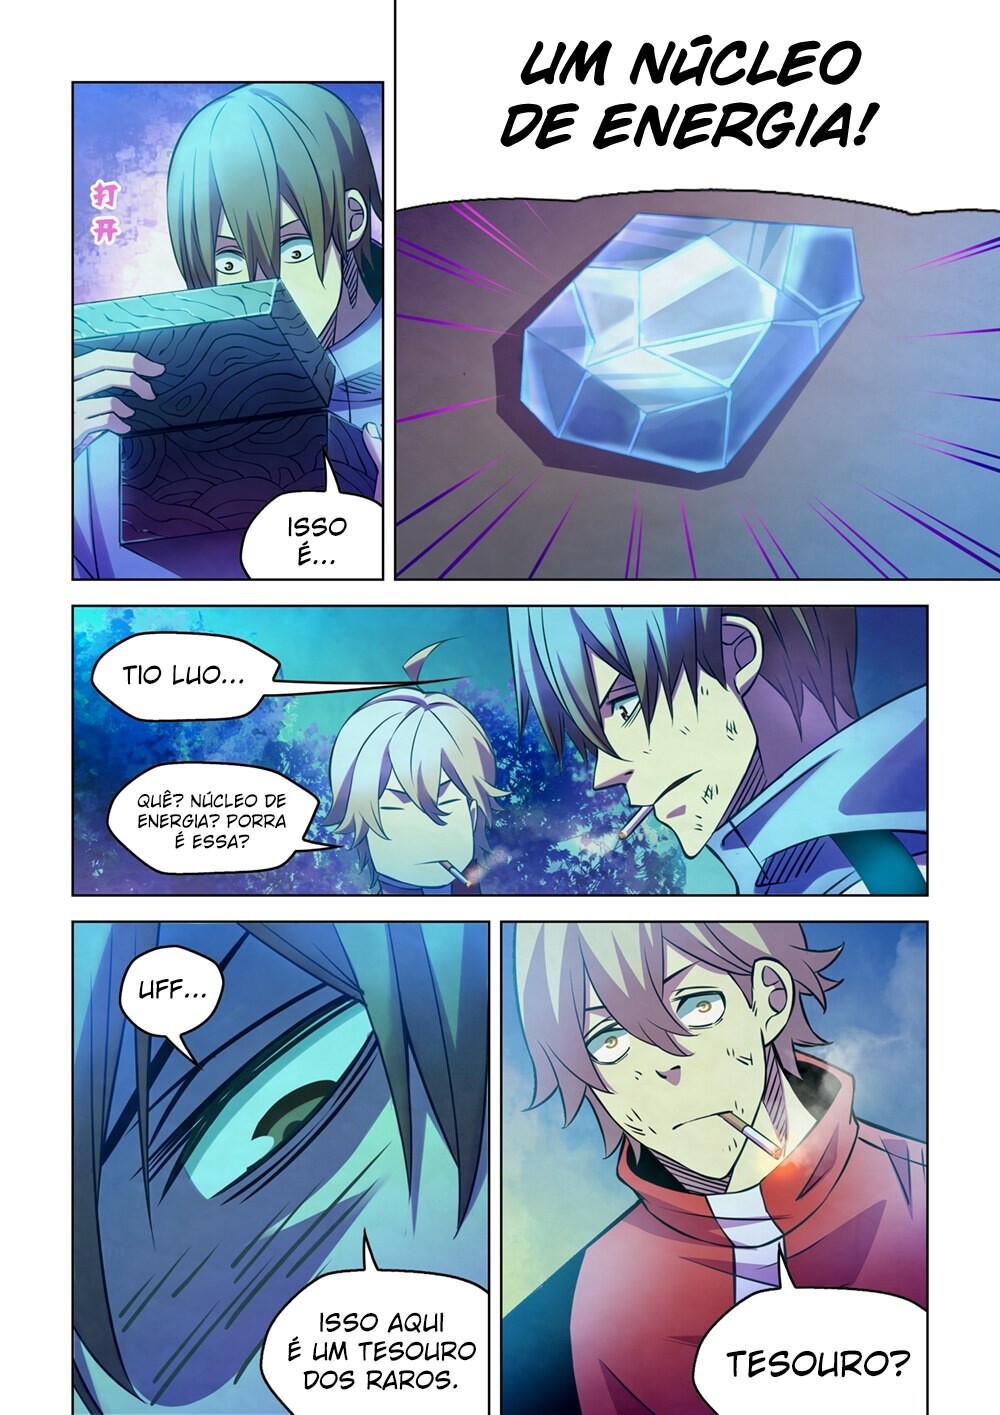 打
开
ISSO
É...
UM NÚCLEO
DE ENERGIA!
TIO LUO...
QUÊ? NÚCLEO DE
ENERGIA? PORRA
É ESSA?
UFF...
ISSO AQUI
É UM TESOURO
DOS RAROS.
TESOURO?